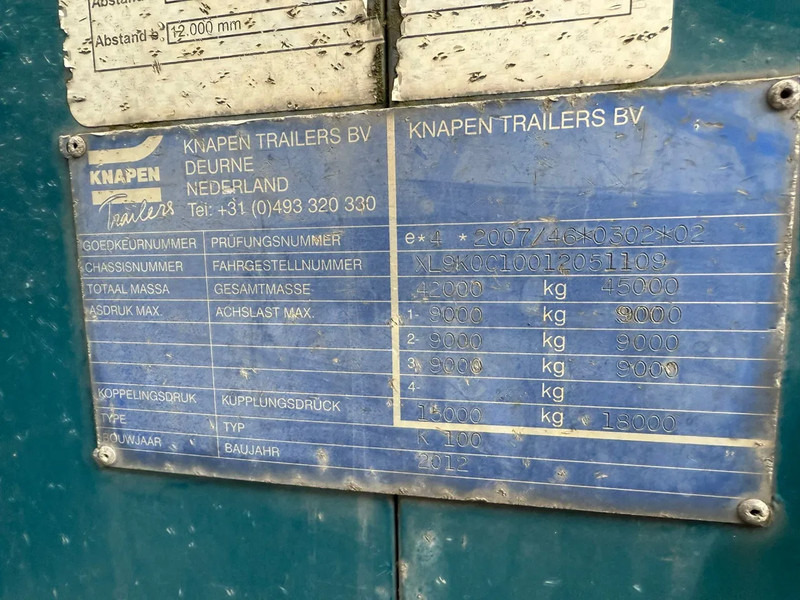 Abstand
Abstand b 12.000 mm
KNAPEN
Trailers
KNAPEN TRAILERS BV
DEURNE
NEDERLAND
Tel: +31 (0)493 320 330
KNAPEN TRAILERS BV
GOEDKEURNUMMER PRÜFUNGSNUMMER e*4 *2007/46*0302*02
CHASSISNUMMER FAHRGESTELLNUMMER XL9K0C10012051109
TOTAAL MASSA GESAMTMASSE 42000 kg 45000
ASDRUK MAX. ACHSLAST MAX. 1- 9000 kg 9000
2- 9000 kg 9000
3- 9000 kg 9000
4- kg
KOPPELINGSDRUK KUPPLUNGSDRÜCK 15000 kg 18000
TYPE TYP K 100
BOUWJAAR BAUJAHR 2012